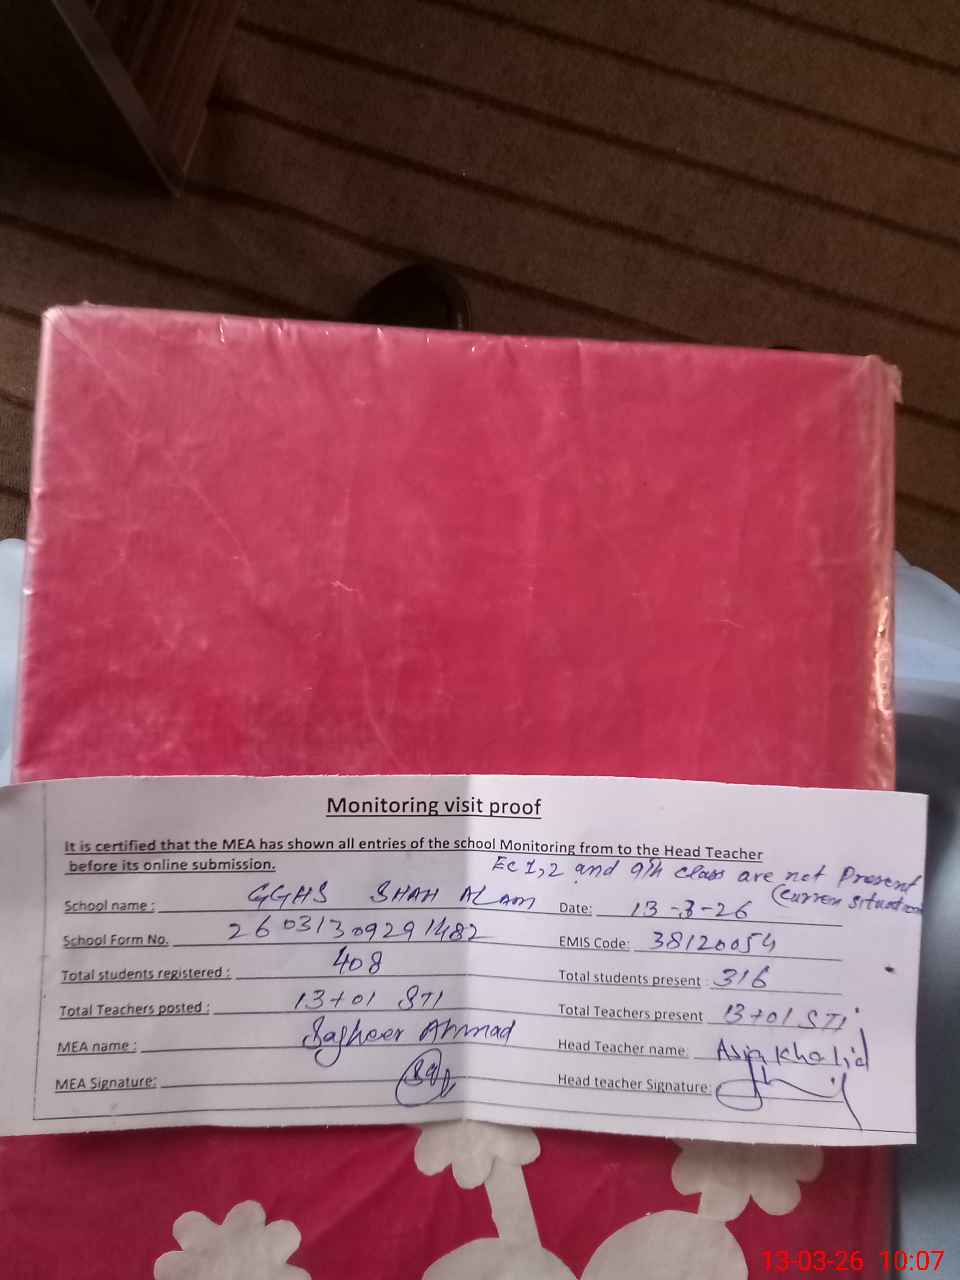 Monitoring visit proof
It is certified that the MEA has shown all entries of the school Monitoring from to the Head Teacher
before its online submission.
Ec 1,2 and 9th class are not Present
(Curren situation
School name : GGHS SHAH ALAM Date: 13-3-26
School Form No. 26031309291482 EMIS Code: 38120054
Total students registered : 408 Total students present : 316
Total Teachers posted : 13+01 STI Total Teachers present 13+01 STI
MEA name : Sagheer Ahmad Head Teacher name: Asia Khalid
MEA Signature: Head teacher Signature:
13-03-26 10:07